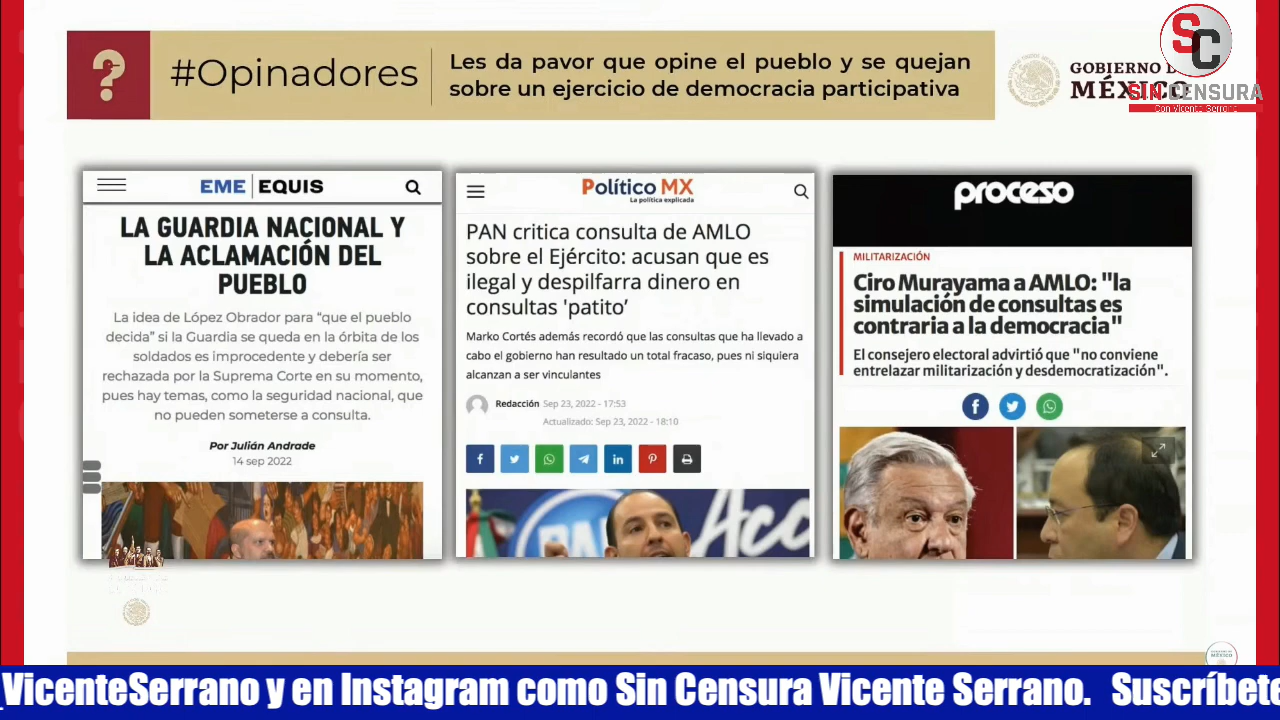 #Opinadores
Les da pavor que opine el pueblo y se quejan
sobre un ejercicio de democracia participativa
GOBIERNO DE
MÉXICO
SC
SIN CENSURA
Con Vicente Serrano
EME EQUIS
LA GUARDIA NACIONAL Y
LA ACLAMACIÓN DEL
PUEBLO
La idea de López Obrador para “que el pueblo
decida” si la Guardia se queda en la órbita de los
soldados es improcedente y debería ser
rechazada por la Suprema Corte en su momento,
pues hay temas, como la seguridad nacional, que
no pueden someterse a consulta.
Por Julián Andrade
14 sep 2022
Político MX
La política explicada
PAN critica consulta de AMLO
sobre el Ejército: acusan que es
ilegal y despilfarra dinero en
consultas 'patito’
Marko Cortés además recordó que las consultas que ha llevado a
cabo el gobierno han resultado un total fracaso, pues ni siquiera
alcanzan a ser vinculantes
Redacción Sep 23, 2022 - 17:53
Actualizado: Sep 23, 2022 - 18:10
PAN
Acc
proceso
MILITARIZACIÓN
Ciro Murayama a AMLO: "la
simulación de consultas es
contraria a la democracia"
El consejero electoral advirtió que "no conviene
entrelazar militarización y desdemocratización".
VicenteSerrano y en Instagram como Sin Censura Vicente Serrano. Suscríbete